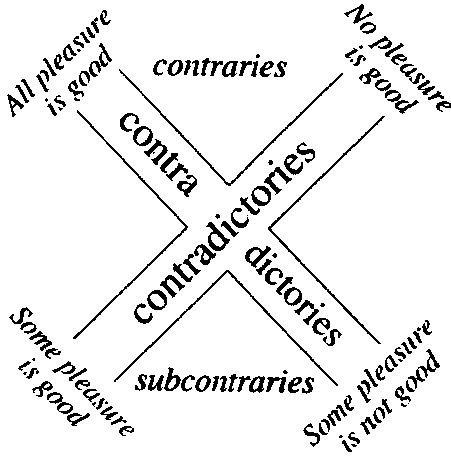 All pleasure
is good
contraries
No pleasure
is good
contra
contradictories
dictories
Some pleasure
is good
subcontraries
Some pleasure
is not good